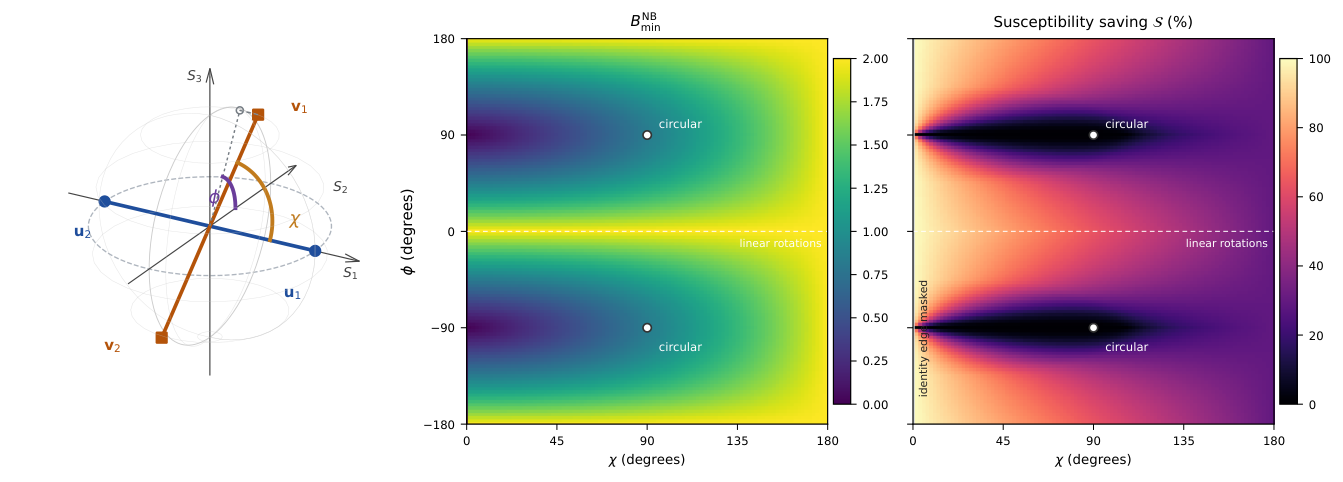 S₃
v₁
S₂
ϕ
χ
u₂
S₁
u₁
v₂
B_min^NB
180
90
0
−90
−180
ϕ (degrees)
circular
linear rotations
circular
0
45
90
135
180
χ (degrees)
2.00
1.75
1.50
1.25
1.00
0.75
0.50
0.25
0.00
Susceptibility saving 𝒮 (%)
circular
linear rotations
identity edge masked
circular
0
45
90
135
180
χ (degrees)
100
80
60
40
20
0